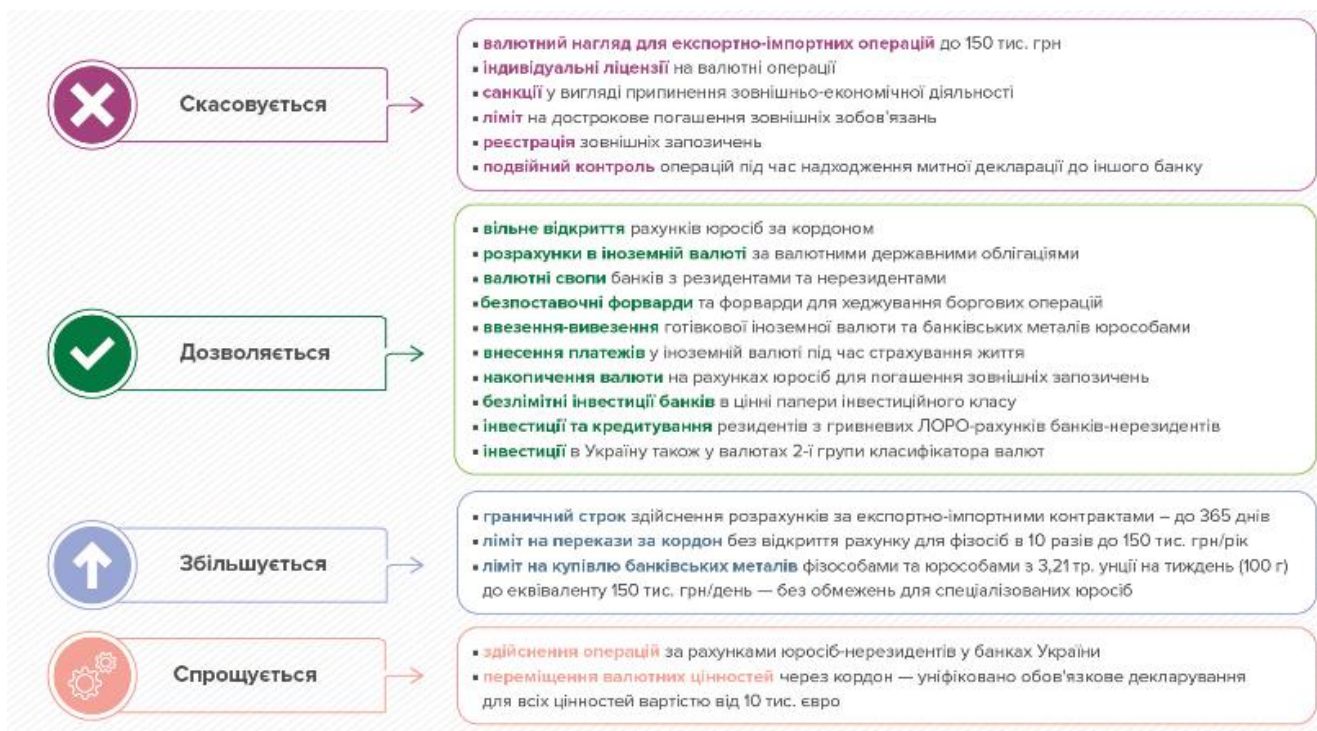 Скасовується
▪ валютний нагляд для експортно-імпортних операцій до 150 тис. грн
▪ індивідуальні ліцензії на валютні операції
▪ санкції у вигляді припинення зовнішньо-економічної діяльності
▪ ліміт на дострокове погашення зовнішніх зобов'язань
▪ реєстрація зовнішніх запозичень
▪ подвійний контроль операцій під час надходження митної декларації до іншого банку
Дозволяється
▪ вільне відкриття рахунків юросіб за кордоном
▪ розрахунки в іноземній валюті за валютними державними облігаціями
▪ валютні свопи банків з резидентами та нерезидентами
▪ безпоставочні форварди та форварди для хеджування боргових операцій
▪ ввезення-вивезення готівкової іноземної валюти та банківських металів юрособами
▪ внесення платежів у іноземній валюті під час страхування життя
▪ накопичення валюти на рахунках юросіб для погашення зовнішніх запозичень
▪ безлімітні інвестиції банків в цінні папери інвестиційного класу
▪ інвестиції та кредитування резидентів з гривневих ЛОРО-рахунків банків-нерезидентів
▪ інвестиції в Україну також у валютах 2-ї групи класифікатора валют
Збільшується
▪ граничний строк здійснення розрахунків за експортно-імпортними контрактами – до 365 днів
▪ ліміт на перекази за кордон без відкриття рахунку для фізосіб в 10 разів до 150 тис. грн/рік
▪ ліміт на купівлю банківських металів фізособами та юрособами з 3,21 тр. унції на тиждень (100 г)
до еквіваленту 150 тис. грн/день — без обмежень для спеціалізованих юросіб
Спрощується
▪ здійснення операцій за рахунками юросіб-нерезидентів у банках України
▪ переміщення валютних цінностей через кордон — уніфіковано обов'язкове декларування
для всіх цінностей вартістю від 10 тис. євро